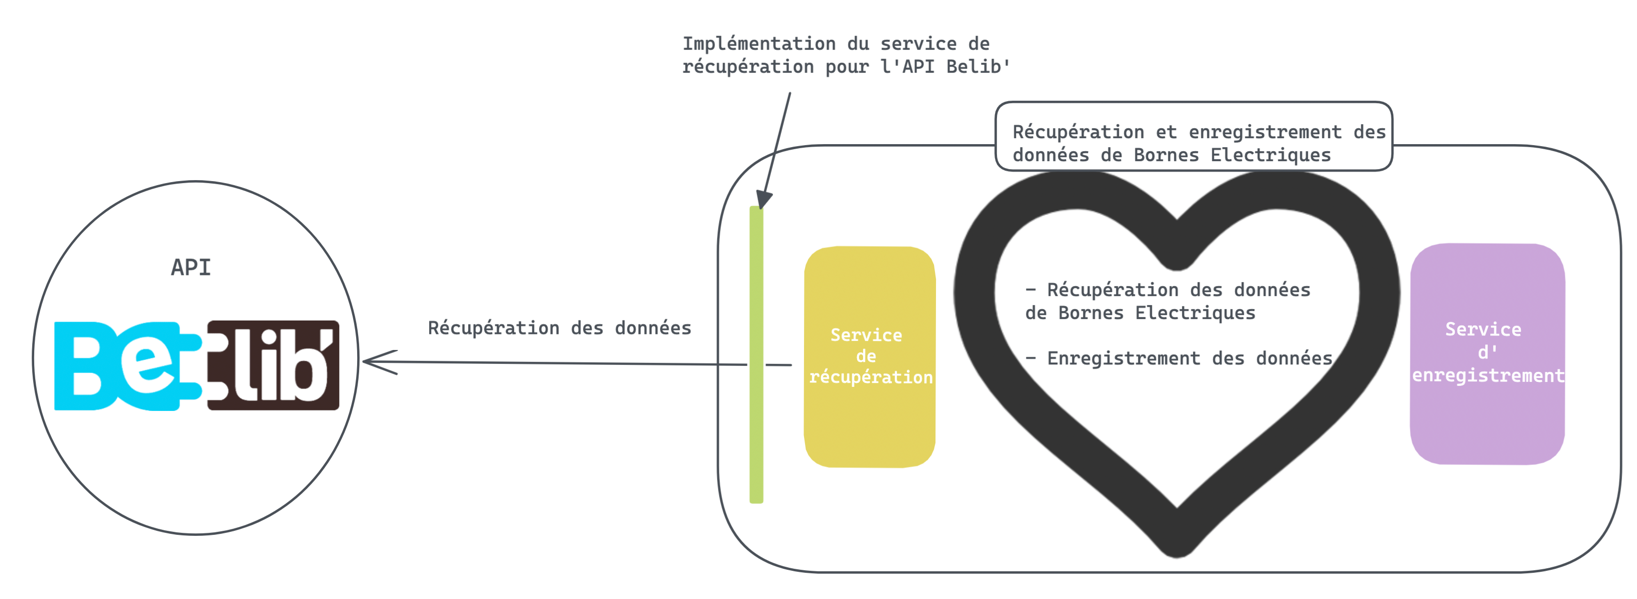 Implémentation du service de
récupération pour l'API Belib'
Récupération et enregistrement des
données de Bornes Electriques
API
Belib'
Récupération des données
Service
de
récupération
– Récupération des données
de Bornes Electriques
– Enregistrement des données
Service
d'
enregistrement